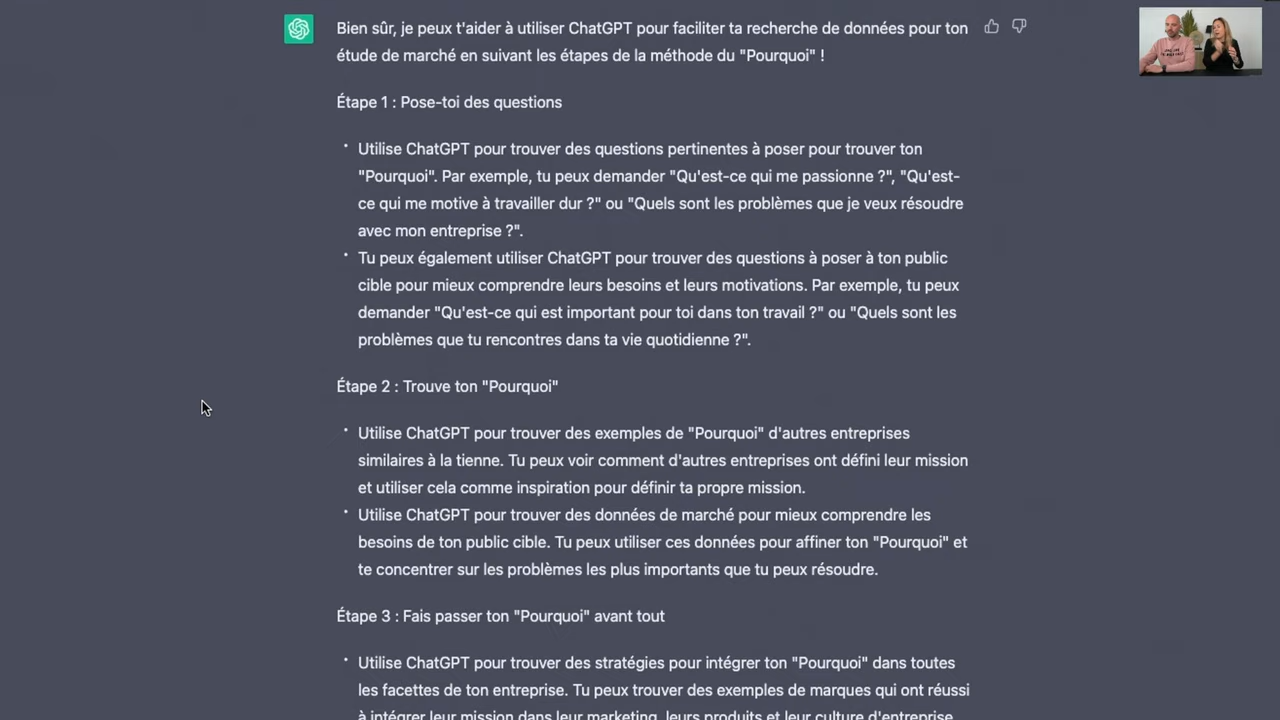 Bien sûr, je peux t'aider à utiliser ChatGPT pour faciliter ta recherche de données pour ton
étude de marché en suivant les étapes de la méthode du "Pourquoi" !
Étape 1 : Pose-toi des questions
• Utilise ChatGPT pour trouver des questions pertinentes à poser pour trouver ton
"Pourquoi". Par exemple, tu peux demander "Qu'est-ce qui me passionne ?", "Qu'est-
ce qui me motive à travailler dur ?" ou "Quels sont les problèmes que je veux résoudre
avec mon entreprise ?".
• Tu peux également utiliser ChatGPT pour trouver des questions à poser à ton public
cible pour mieux comprendre leurs besoins et leurs motivations. Par exemple, tu peux
demander "Qu'est-ce qui est important pour toi dans ton travail ?" ou "Quels sont les
problèmes que tu rencontres dans ta vie quotidienne ?".
Étape 2 : Trouve ton "Pourquoi"
• Utilise ChatGPT pour trouver des exemples de "Pourquoi" d'autres entreprises
similaires à la tienne. Tu peux voir comment d'autres entreprises ont défini leur mission
et utiliser cela comme inspiration pour définir ta propre mission.
• Utilise ChatGPT pour trouver des données de marché pour mieux comprendre les
besoins de ton public cible. Tu peux utiliser ces données pour affiner ton "Pourquoi" et
te concentrer sur les problèmes les plus importants que tu peux résoudre.
Étape 3 : Fais passer ton "Pourquoi" avant tout
• Utilise ChatGPT pour trouver des stratégies pour intégrer ton "Pourquoi" dans toutes
les facettes de ton entreprise. Tu peux trouver des exemples de marques qui ont réussi
à intégrer leur mission dans leur marketing, leurs produits et leur culture d'entreprise